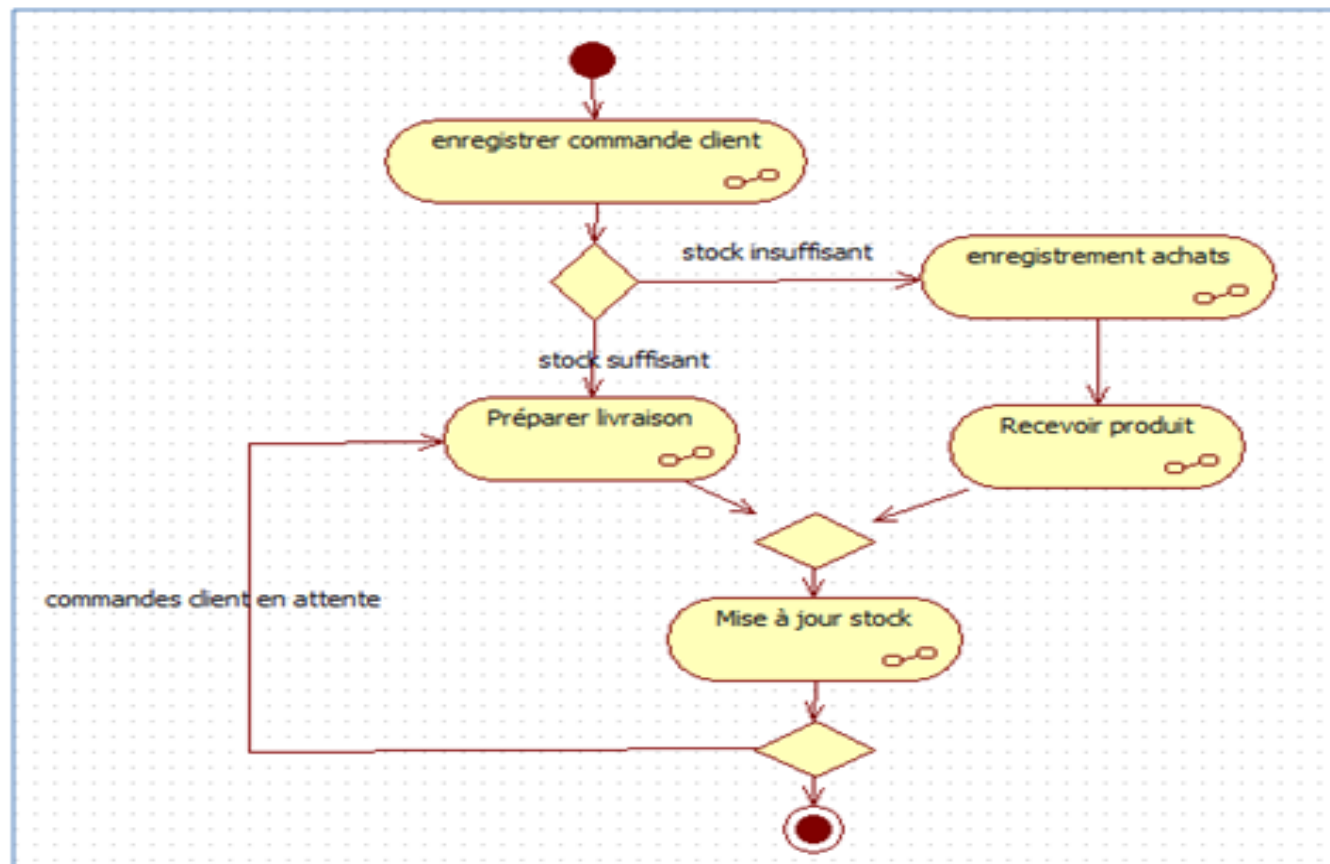 enregistrer commande client
stock insuffisant
enregistrement achats
stock suffisant
Préparer livraison
Recevoir produit
commandes client en attente
Mise à jour stock